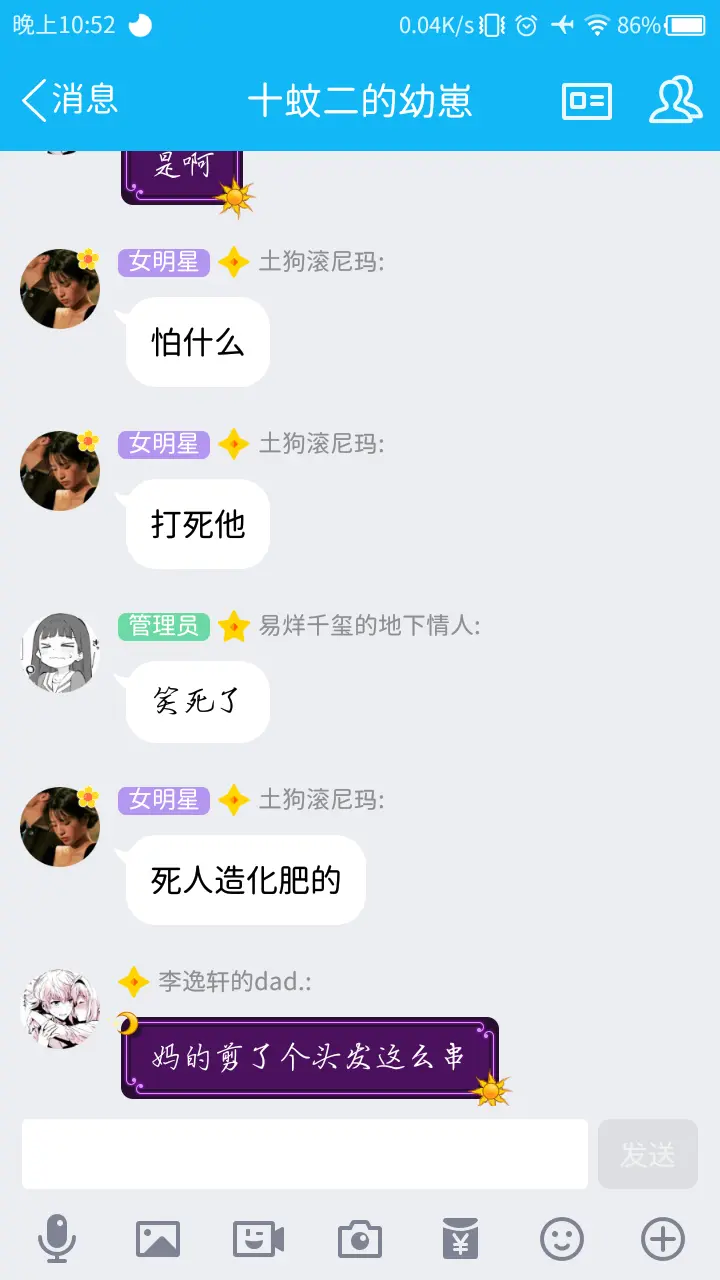 晚上10:52
0.04K/s
86%
消息
十蚊二的幼崽
是啊
女明星
土狗滚尼玛:
怕什么
女明星
土狗滚尼玛:
打死他
管理员
易烊千玺的地下情人:
笑死了
女明星
土狗滚尼玛:
死人造化肥的
李逸轩的dad.:
妈的剪了个头发这么串
发送